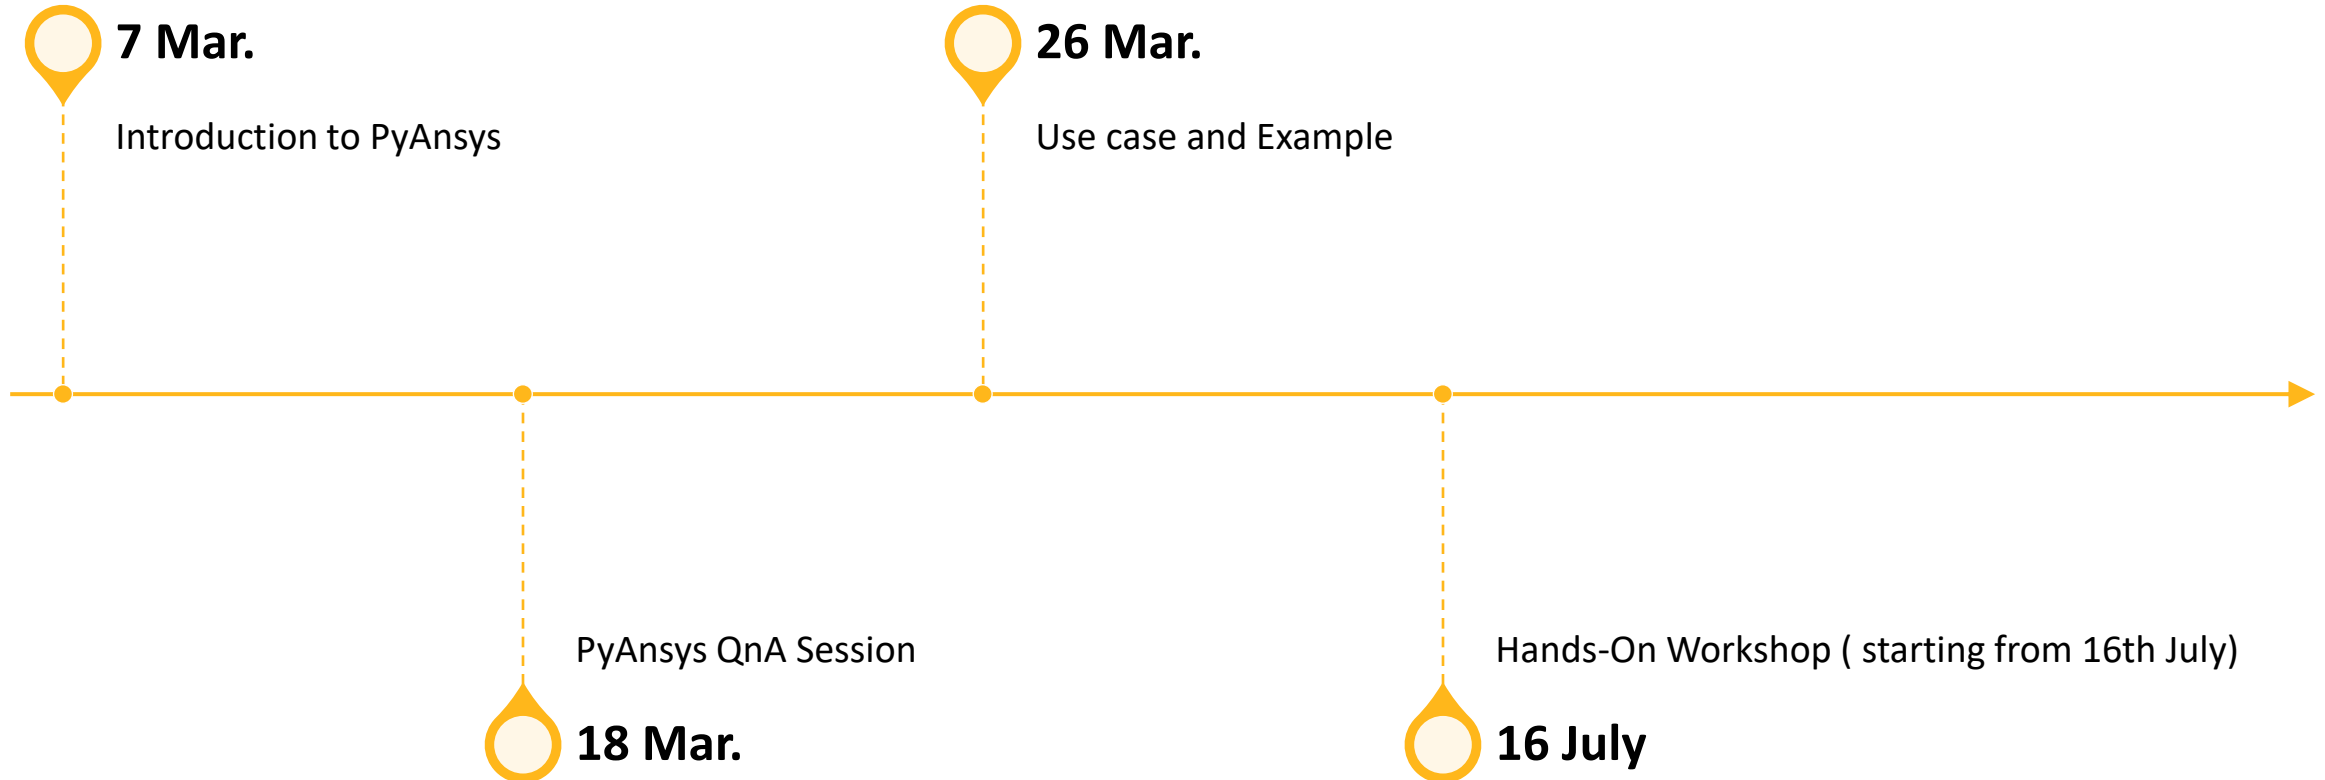 7 Mar.
Introduction to PyAnsys
26 Mar.
Use case and Example
PyAnsys QnA Session
18 Mar.
Hands-On Workshop ( starting from 16th July)
16 July